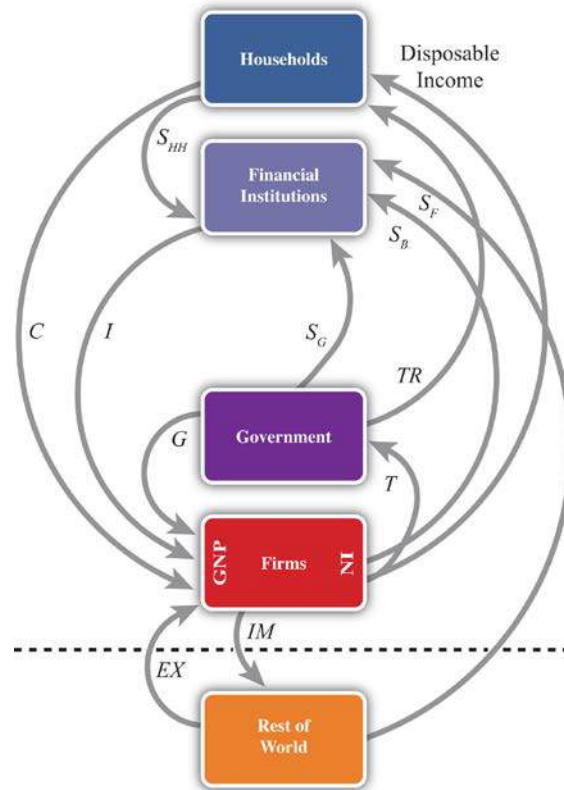 Households
Disposable
Income
S_HH
Financial
Institutions
S_F
S_B
C
I
S_G
TR
Government
G
T
GNP
Firms
NI
IM
EX
Rest of
World